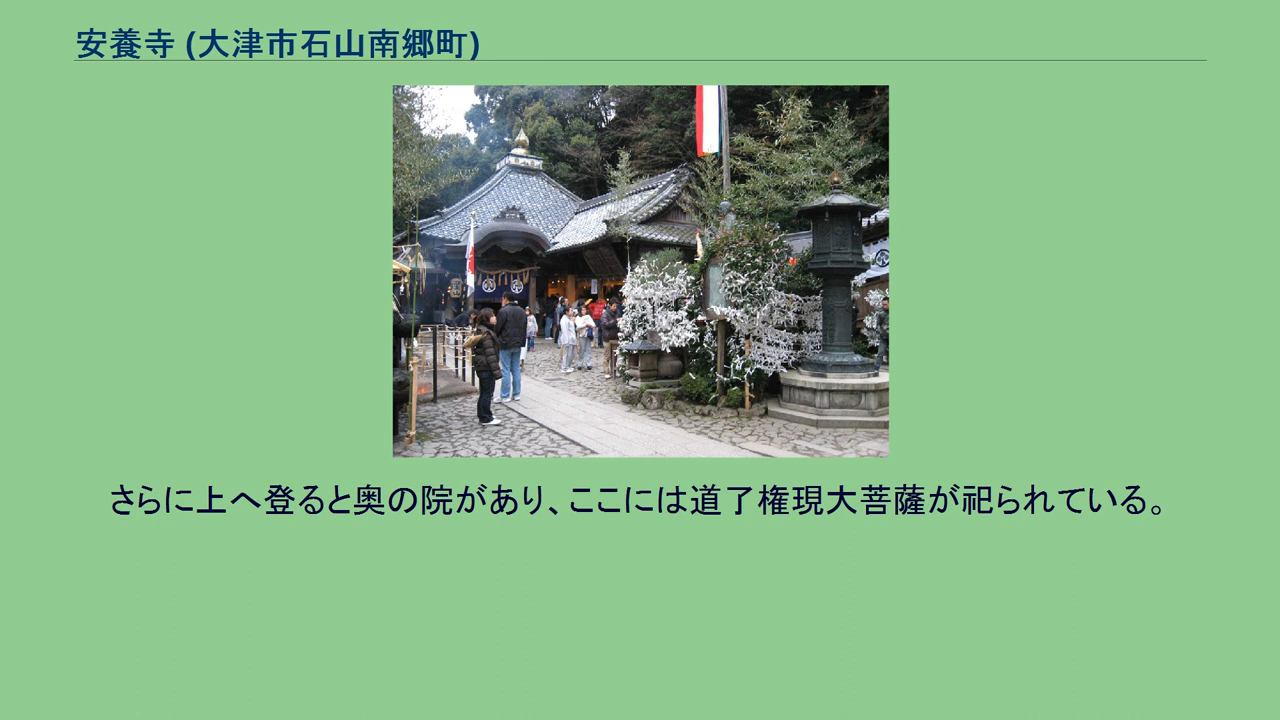 安養寺 (大津市石山南郷町)
さらに上へ登ると奥の院があり、ここには道了権現大菩薩が祀られている。